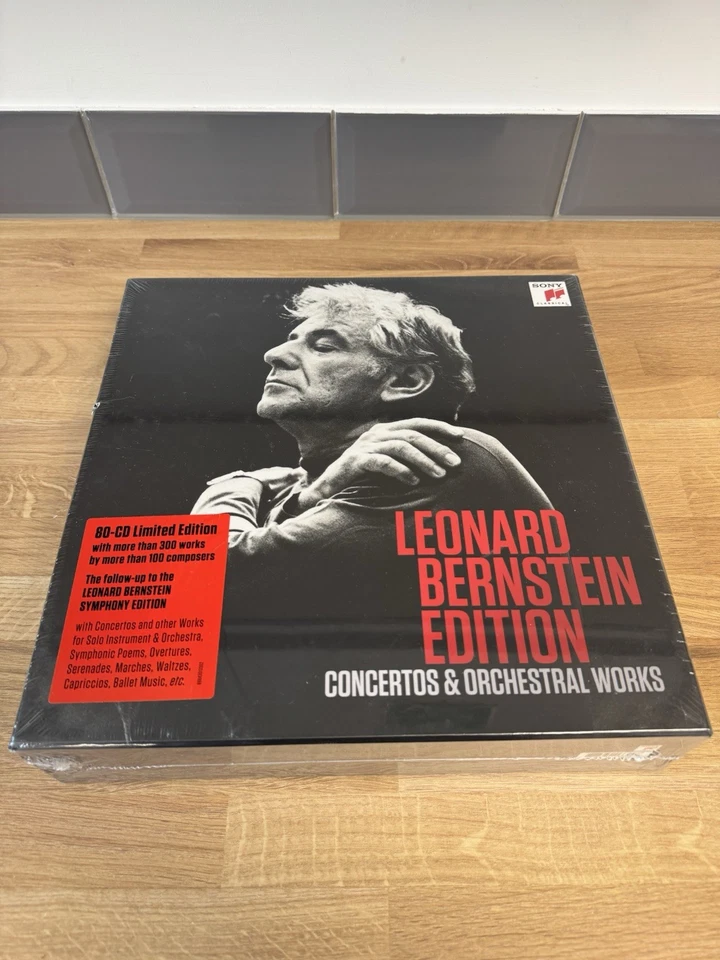 SONY
CLASSICAL
LEONARD
BERNSTEIN
EDITION
CONCERTOS & ORCHESTRAL WORKS
80-CD Limited Edition
with more than 300 works
by more than 100 composers
The follow-up to the
LEONARD BERNSTEIN
SYMPHONY EDITION
with Concertos and other Works
for Solo Instrument & Orchestra,
Symphonic Poems, Overtures,
Serenades, Marches, Waltzes,
Capriccios, Ballet Music, etc.